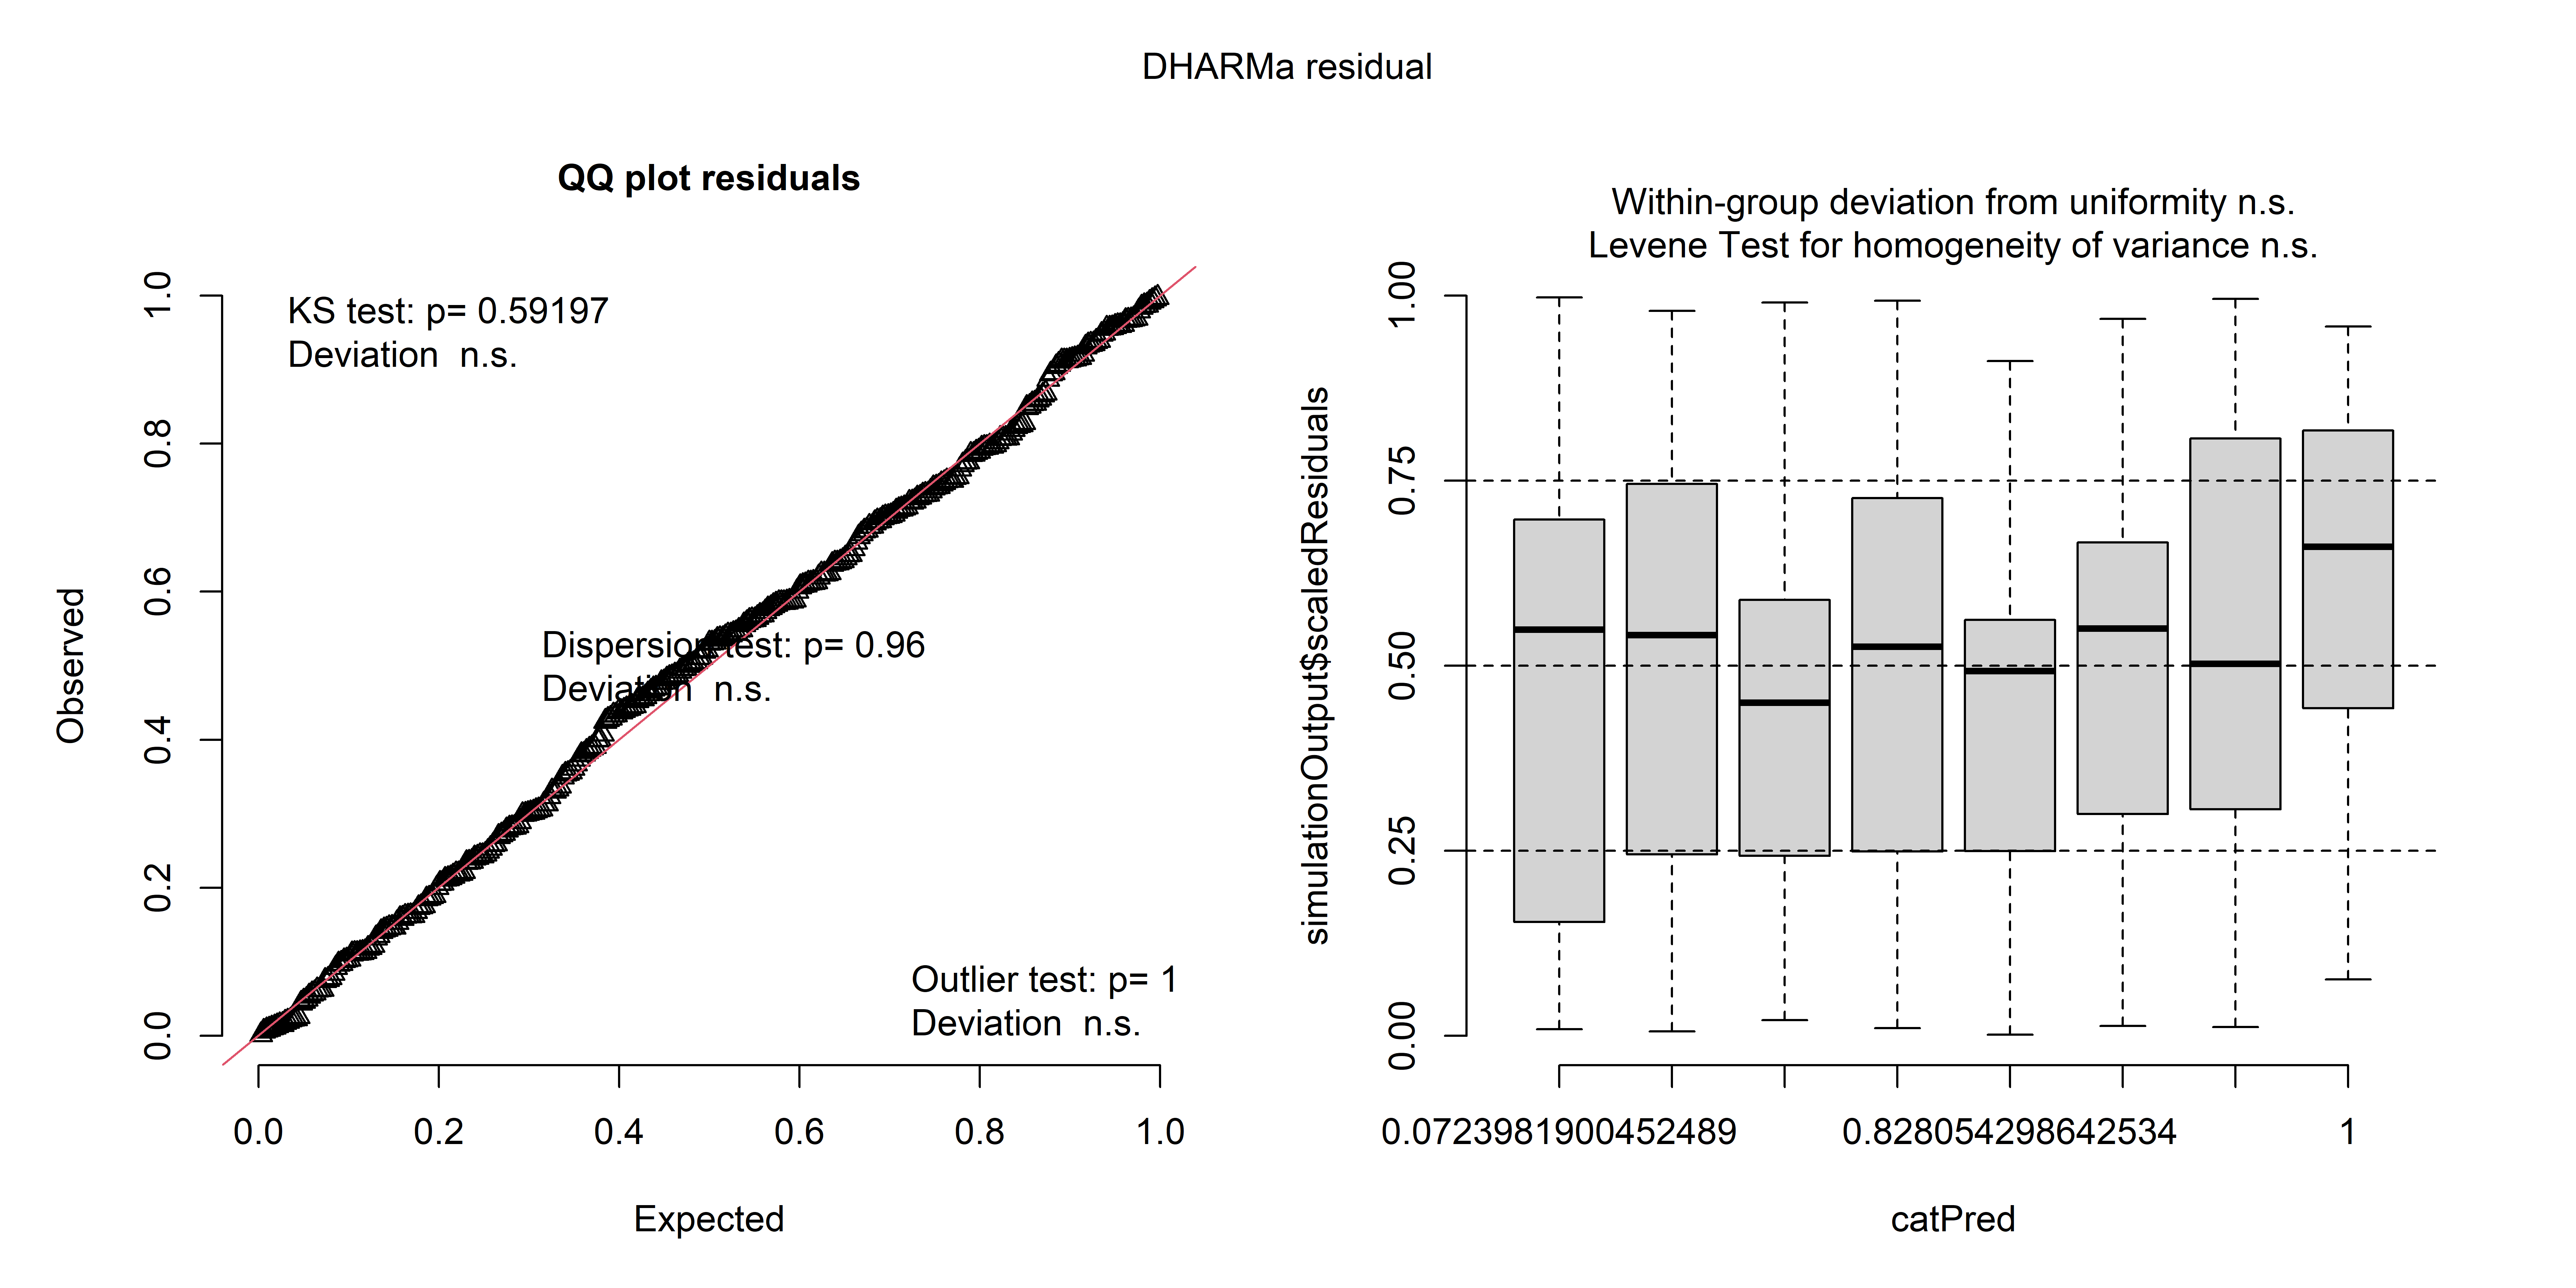 DHARMa residual
QQ plot residuals
KS test: p= 0.59197
Deviation  n.s.
Dispersion test: p= 0.96
Deviation  n.s.
Outlier test: p= 1
Deviation  n.s.
Observed
0.0
0.2
0.4
0.6
0.8
1.0
0.0 0.2 0.4 0.6 0.8 1.0
Expected
Within-group deviation from uniformity n.s.
Levene Test for homogeneity of variance n.s.
simulationOutput$scaledResiduals
0.00
0.25
0.50
0.75
1.00
0.0723981900452489 0.828054298642534 1
catPred